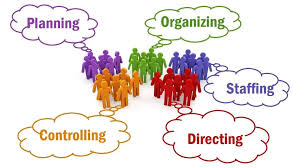 Planning
Organizing
Staffing
Controlling
Directing